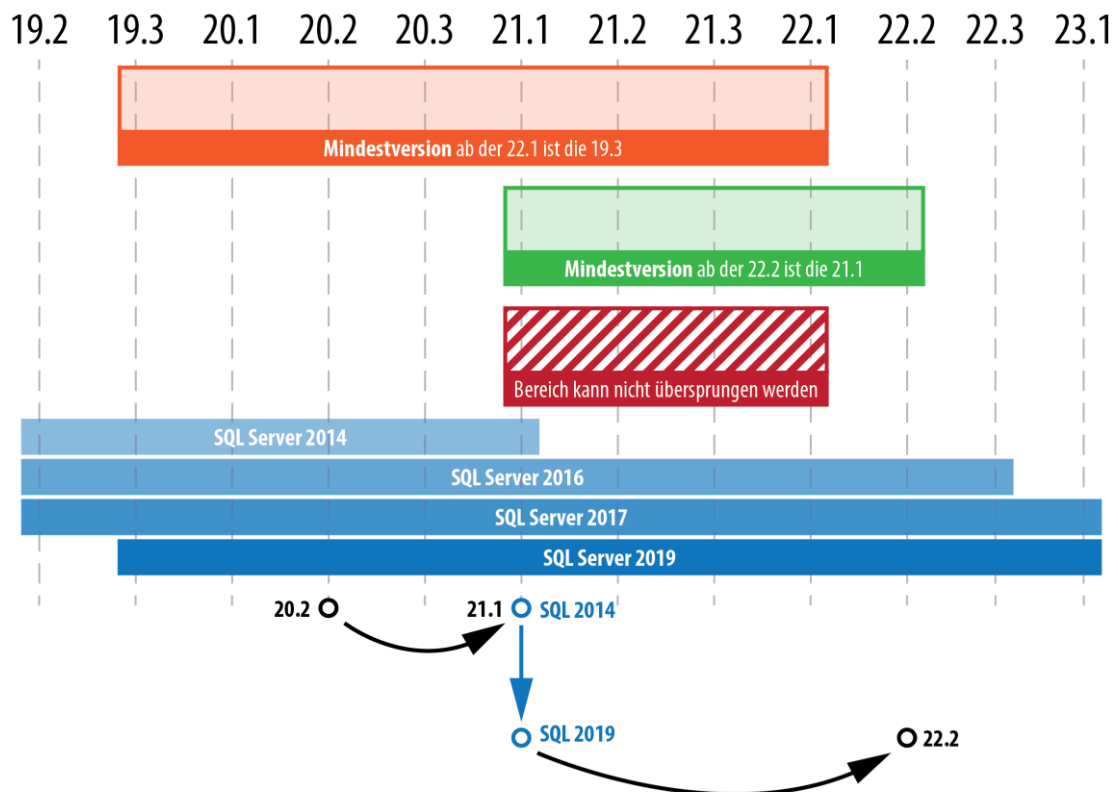 19.2 19.3 20.1 20.2 20.3 21.1 21.2 21.3 22.1 22.2 22.3 23.1
Mindestversion ab der 22.1 ist die 19.3
Mindestversion ab der 22.2 ist die 21.1
Bereich kann nicht übersprungen werden
SQL Server 2014
SQL Server 2016
SQL Server 2017
SQL Server 2019
20.2 21.1 SQL 2014
SQL 2019 22.2